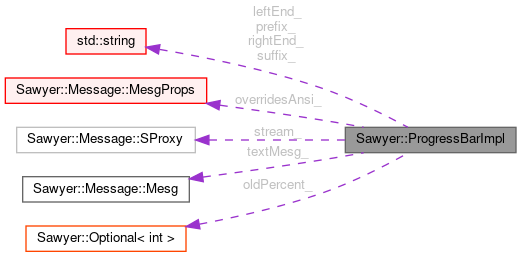 leftEnd_
prefix_
rightEnd_
suffix_
std::string
Sawyer::Message::MesgProps
overridesAnsi_
stream_
Sawyer::Message::SProxy
Sawyer::ProgressBarImpl
textMesg_
Sawyer::Message::Mesg
oldPercent_
Sawyer::Optional< int >